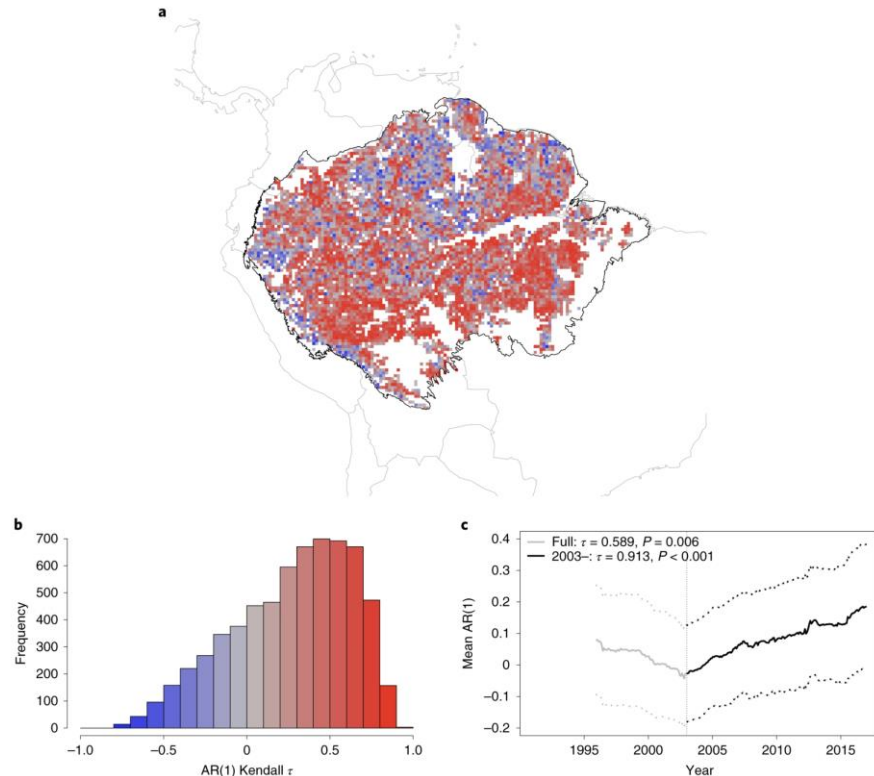 a
b
700
600
500
400
300
200
100
0
Frequency
−1.0
−0.5
0
0.5
1.0
AR(1) Kendall τ
c
Full: τ = 0.589, P = 0.006
2003–: τ = 0.913, P < 0.001
0.4
0.3
0.2
0.1
0
−0.1
−0.2
Mean AR(1)
1995
2000
2005
2010
2015
Year